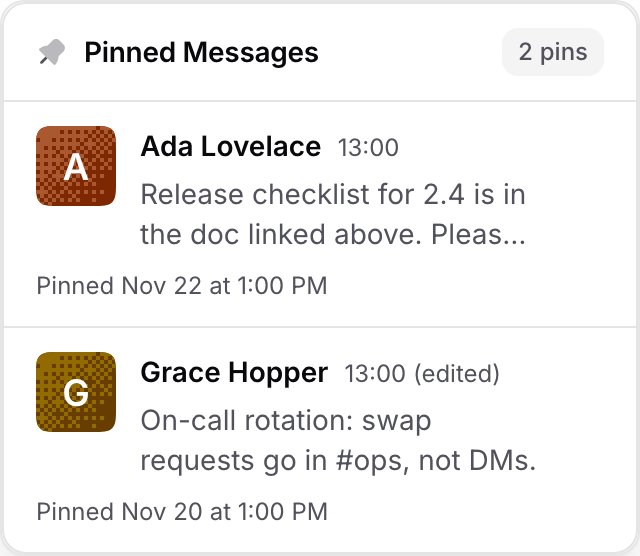 Pinned Messages
2 pins
A
Ada Lovelace 13:00
Release checklist for 2.4 is in
the doc linked above. Pleas...
Pinned Nov 22 at 1:00 PM
G
Grace Hopper 13:00 (edited)
On-call rotation: swap
requests go in #ops, not DMs.
Pinned Nov 20 at 1:00 PM